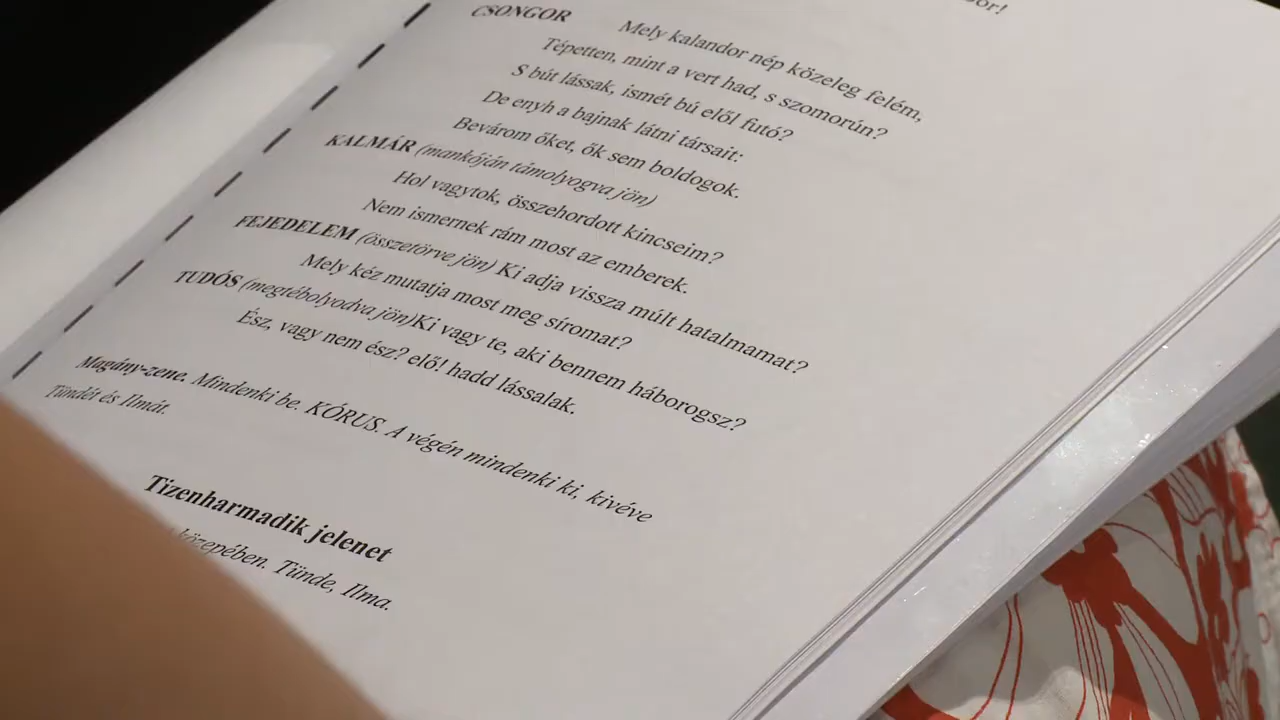 CSONGOR Mely kalandor nép közeleg felém,
Tépetten, mint a vert had, s szomorún?
S bút lássak, ismét bú elől futó?
De enyh a bajnak látni társait:
Bevárom őket, ők sem boldogok.
KALMÁR (mankóján támolyogva jön)
Hol vagytok, összehordott kincseim?
Nem ismernek rám most az emberek.
FEJEDELEM (összetörve jön) Ki adja vissza múlt hatalmamat?
Mely kéz mutatja most meg síromat?
TUDÓS (megtébolyodva jön)Ki vagy te, aki bennem háborogsz?
Ész, vagy nem ész? elő! hadd lássalak.
Magány-zene. Mindenki be. KÓRUS. A végén mindenki ki, kivéve
Tündét és Ilmát.
Tizenharmadik jelenet
közepében. Tünde, Ilma.